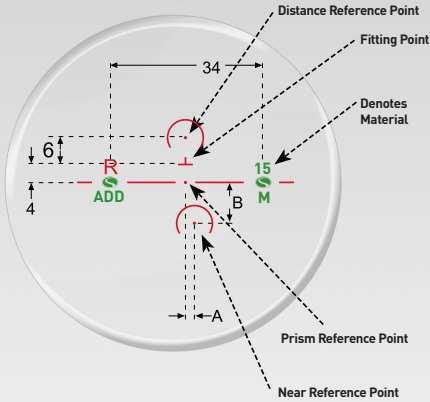 Distance Reference Point
Fitting Point
34
Denotes
Material
6
R
15
4
ADD
M
B
A
Prism Reference Point
Near Reference Point